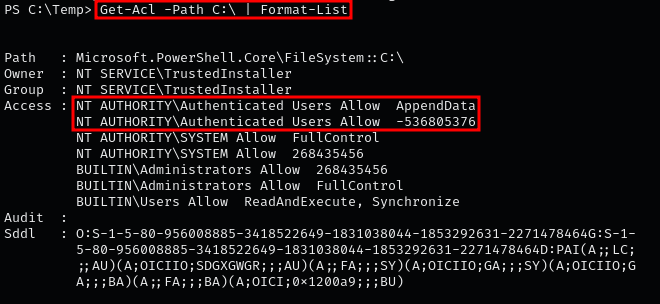 PS C:\Temp> Get-Acl -Path C:\ | Format-List
Path   : Microsoft.PowerShell.Core\FileSystem::C:\
Owner  : NT SERVICE\TrustedInstaller
Group  : NT SERVICE\TrustedInstaller
Access : NT AUTHORITY\Authenticated Users Allow  AppendData
         NT AUTHORITY\Authenticated Users Allow  -536805376
         NT AUTHORITY\SYSTEM Allow  FullControl
         NT AUTHORITY\SYSTEM Allow  268435456
         BUILTIN\Administrators Allow  268435456
         BUILTIN\Administrators Allow  FullControl
         BUILTIN\Users Allow  ReadAndExecute, Synchronize
Audit  :
Sddl   : O:S-1-5-80-956008885-3418522649-1831038044-1853292631-2271478464G:S-1-
         5-80-956008885-3418522649-1831038044-1853292631-2271478464D:PAI(A;;LC;
         ;;AU)(A;OICIIO;SDGXGWGR;;;AU)(A;;FA;;;SY)(A;OICIIO;GA;;;SY)(A;OICIIO;G
         A;;;BA)(A;;FA;;;BA)(A;OICI;0×1200a9;;;BU)